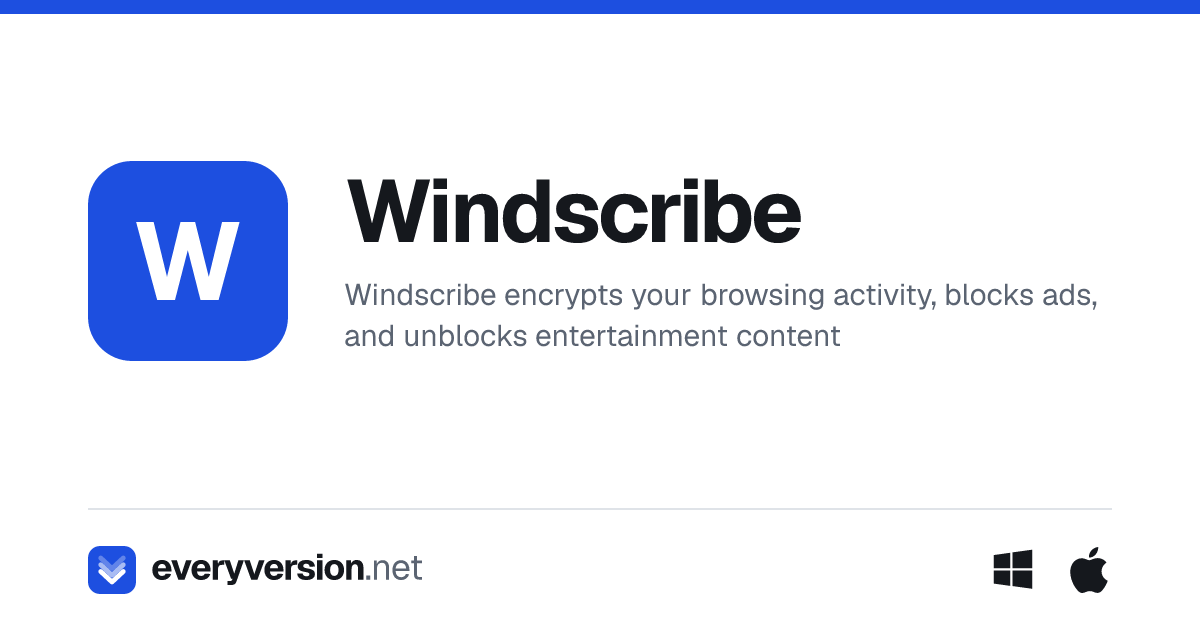 W
Windscribe
Windscribe encrypts your browsing activity, blocks ads,
and unblocks entertainment content
everyversion.net